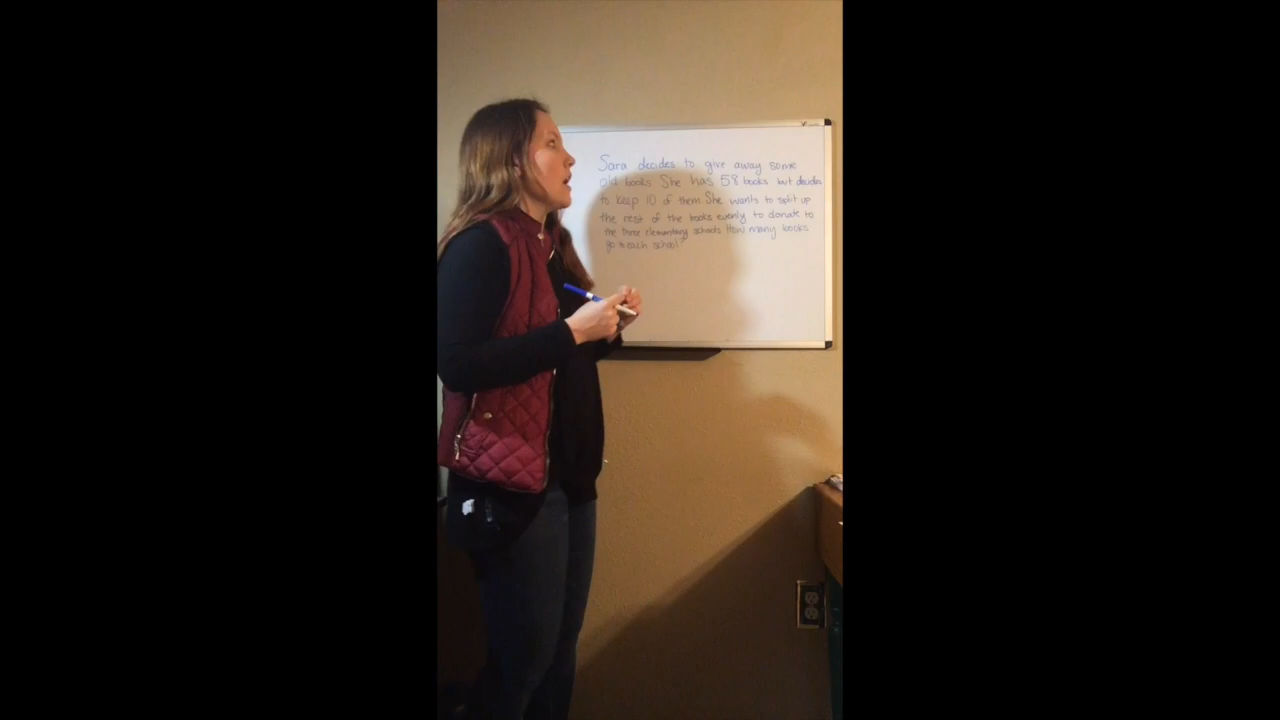 Sara decides to give away some
old books She has 58 books but decides
to keep 10 of them. She wants to split up
the rest of the books evenly to donate to
the three elementary schools How many books
go to each school?